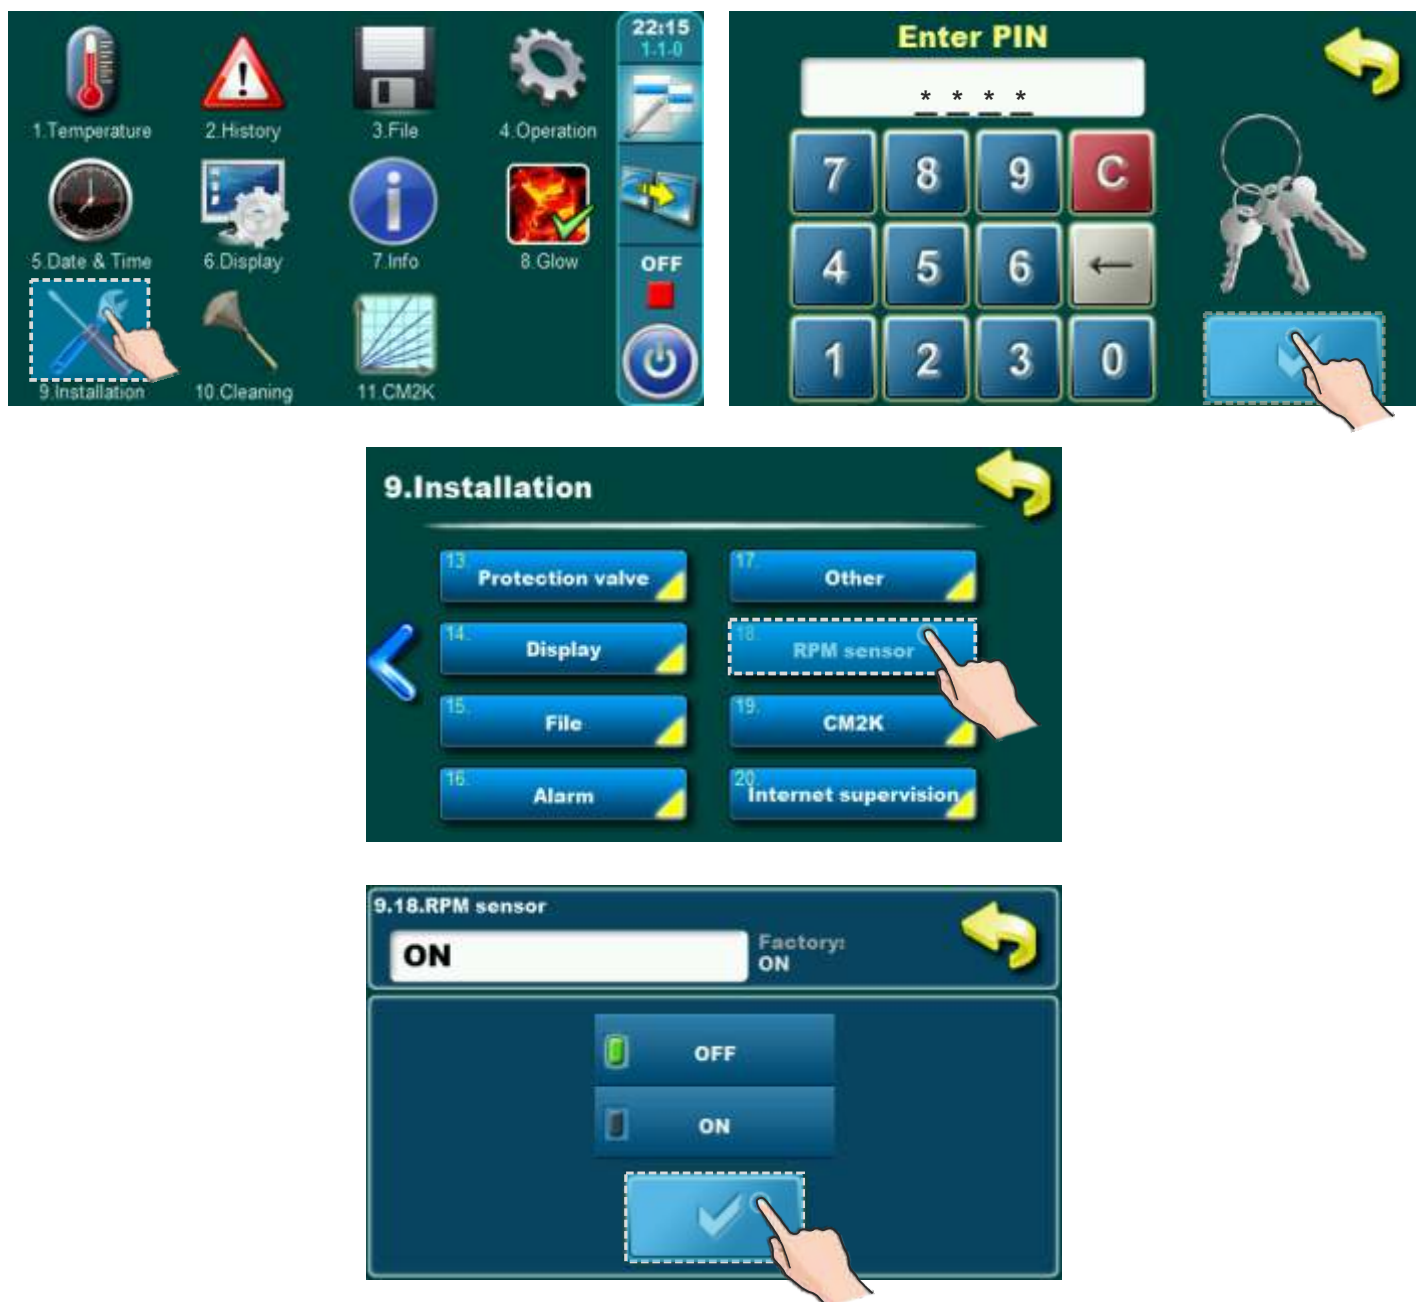 22:15
1-1-0
1.Temperature 2.History 3.File 4.Operation
5.Date & Time 6.Display 7.Info 8.Glow
OFF
9.Installation 10.Cleaning 11.CM2K
Enter PIN
* * * *
7 8 9 C
4 5 6 ←
1 2 3 0
9.Installation
13. Protection valve
17. Other
14. Display
18. RPM sensor
15. File
19. CM2K
16. Alarm
20. Internet supervision
9.18.RPM sensor
ON
Factory:
ON
OFF
ON